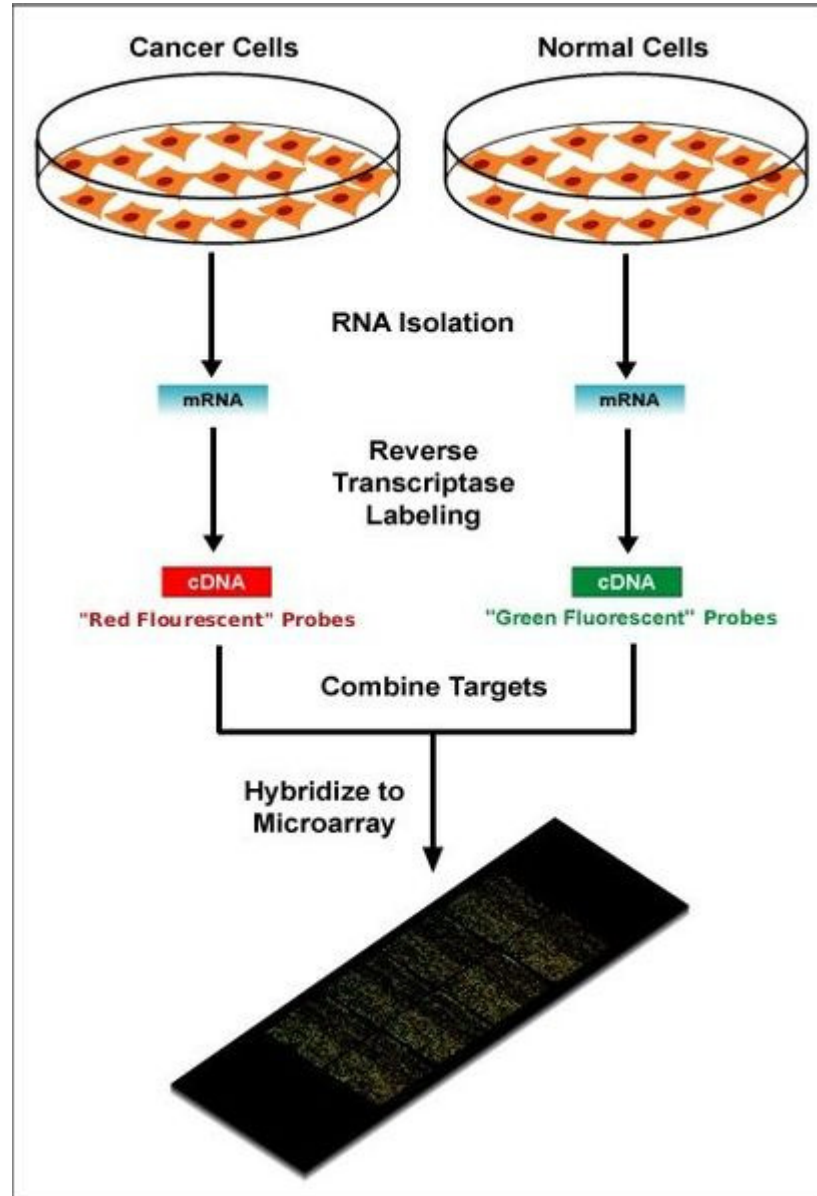 Cancer Cells
Normal Cells
RNA Isolation
mRNA
mRNA
Reverse
Transcriptase
Labeling
cDNA
cDNA
"Red Flourescent" Probes
"Green Fluorescent" Probes
Combine Targets
Hybridize to
Microarray